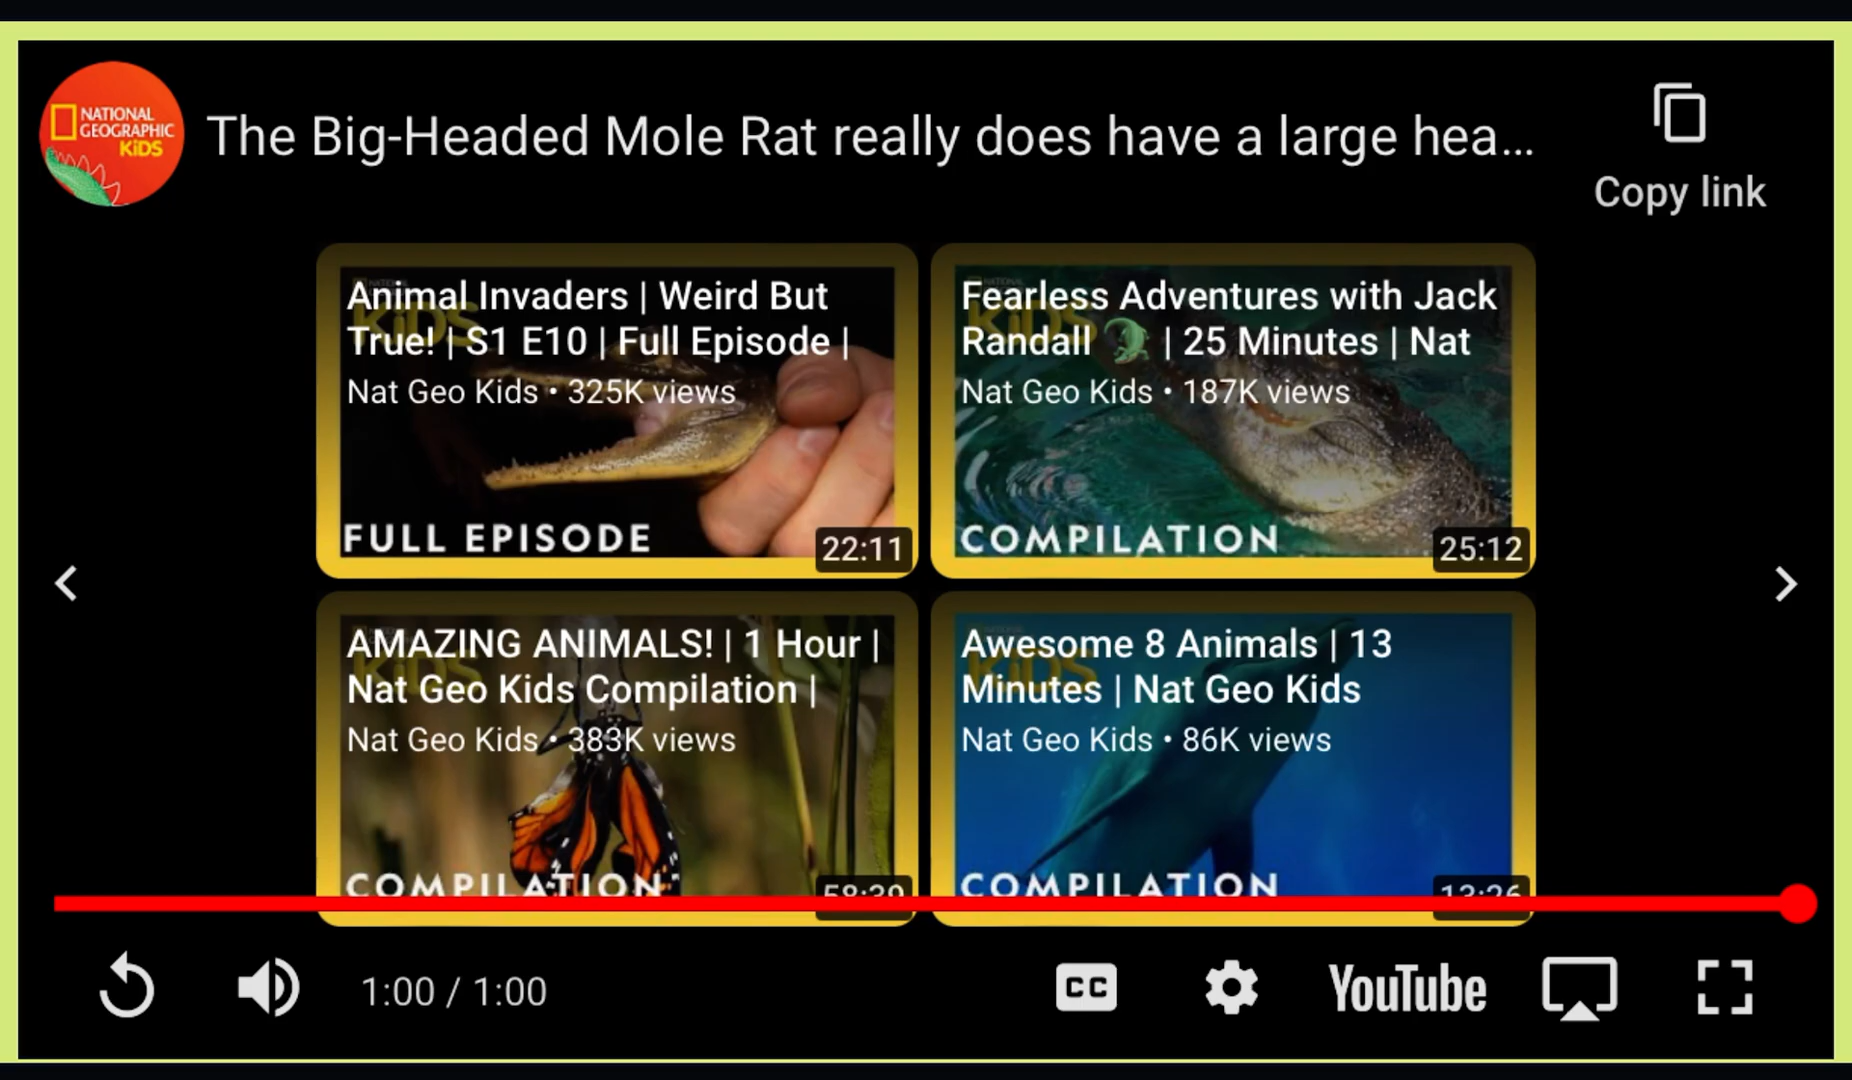 NATIONAL
GEOGRAPHIC
KiDS
The Big-Headed Mole Rat really does have a large hea...
Copy link
Animal Invaders | Weird But
True! | S1 E10 | Full Episode |
Nat Geo Kids • 325K views
FULL EPISODE
22:11
Fearless Adventures with Jack
Randall 🐊 | 25 Minutes | Nat
Nat Geo Kids • 187K views
COMPILATION
25:12
AMAZING ANIMALS! | 1 Hour |
Nat Geo Kids Compilation |
Nat Geo Kids • 383K views
COMPILATION
58:39
Awesome 8 Animals | 13
Minutes | Nat Geo Kids
Nat Geo Kids • 86K views
COMPILATION
13:26
1:00 / 1:00
CC
YouTube